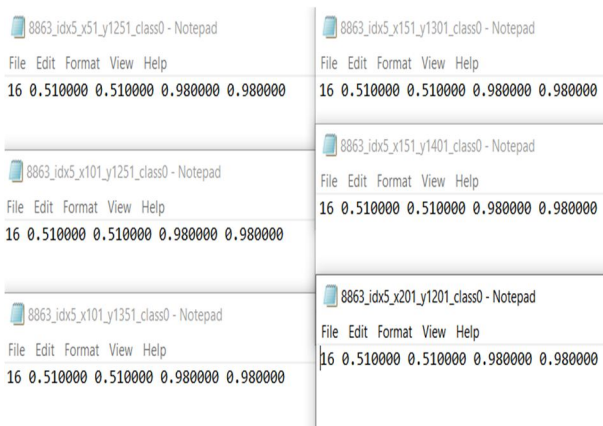 8863_idx5_x51_y1251_class0 - Notepad
File Edit Format View Help
16 0.510000 0.510000 0.980000 0.980000
8863_idx5_x101_y1251_class0 - Notepad
File Edit Format View Help
16 0.510000 0.510000 0.980000 0.980000
8863_idx5_x101_y1351_class0 - Notepad
File Edit Format View Help
16 0.510000 0.510000 0.980000 0.980000
8863_idx5_x151_y1301_class0 - Notepad
File Edit Format View Help
16 0.510000 0.510000 0.980000 0.980000
8863_idx5_x151_y1401_class0 - Notepad
File Edit Format View Help
16 0.510000 0.510000 0.980000 0.980000
8863_idx5_x201_y1201_class0 - Notepad
File Edit Format View Help
16 0.510000 0.510000 0.980000 0.980000